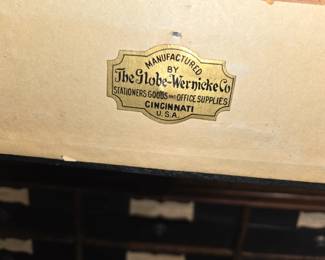 MANUFACTURED
BY
The Globe-Wernicke Co
STATIONERS GOODS AND OFFICE SUPPLIES
CINCINNATI
U.S.A.